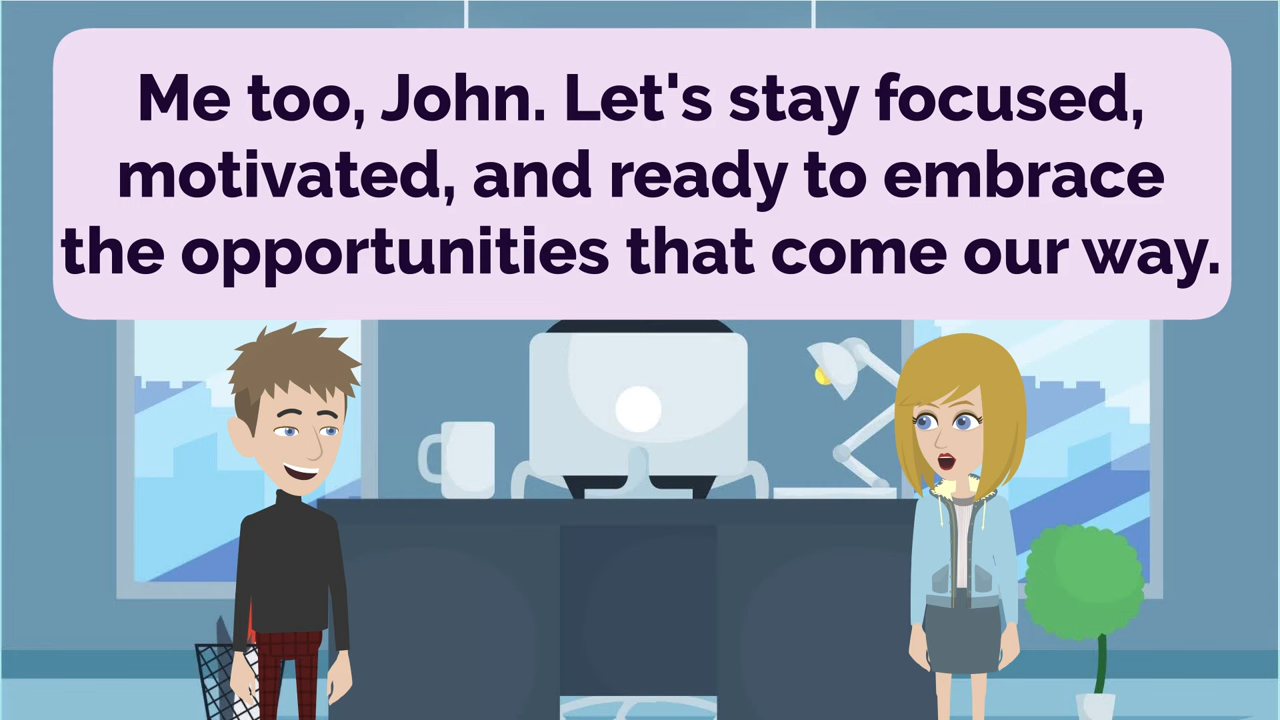 Me too, John. Let's stay focused,
motivated, and ready to embrace
the opportunities that come our way.